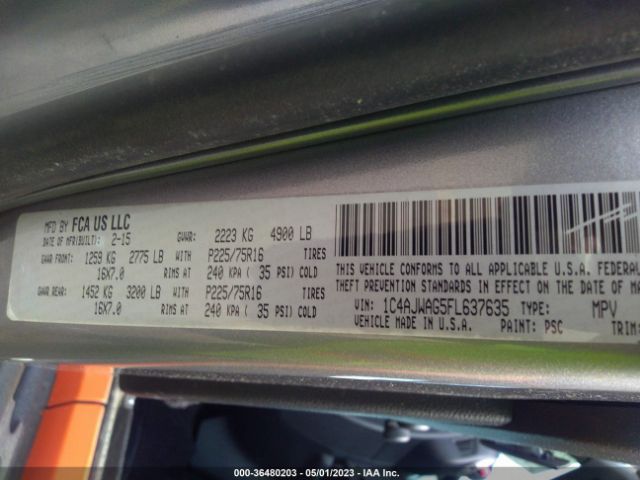 MFD BY FCA US LLC
DATE OF MFR(BUILT): 2-15 GVWR: 2223 KG 4900 LB
GAWR FRONT: 1259 KG 2775 LB WITH P225/75R16 TIRES
16X7.0 RIMS AT 240 KPA ( 35 PSI) COLD
GAWR REAR: 1452 KG 3200 LB WITH P225/75R16 TIRES
16X7.0 RIMS AT 240 KPA ( 35 PSI) COLD
THIS VEHICLE CONFORMS TO ALL APPLICABLE U.S.A. FEDERAL
THEFT PREVENTION STANDARDS IN EFFECT ON THE DATE OF MA
VIN: 1C4AJWAG5FL637635 TYPE: MPV
VEHICLE MADE IN U.S.A. PAINT: PSC TRIM:
000-36480203 - 05/01/2023 - IAA Inc.